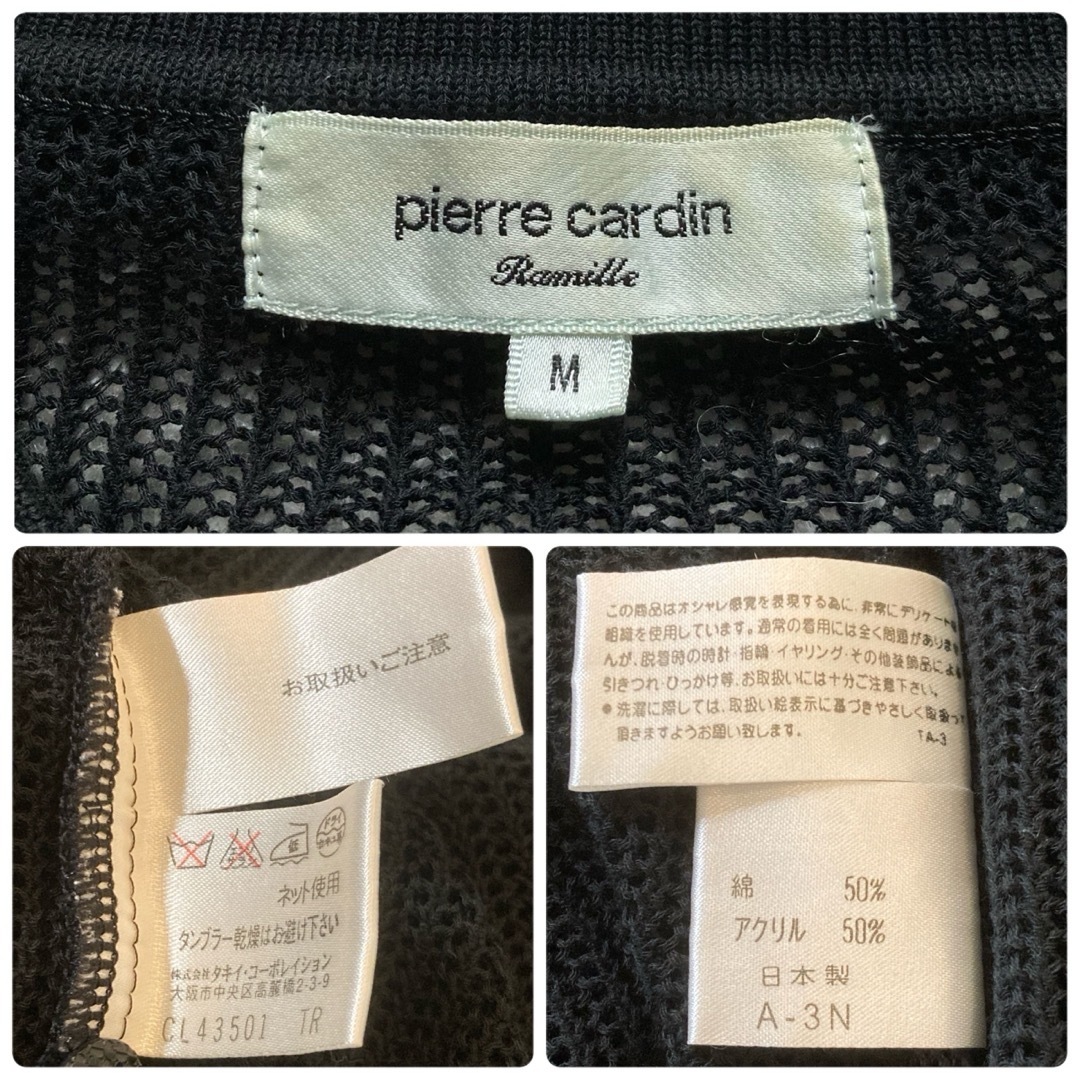 pierre cardin
Ramille
M
お取扱いご注意
低
ドライ
ネット使用
タンブラー乾燥はお避け下さい
株式会社タキイ・コーポレイション
大阪市中央区高麗橋2-3-9
CL43501 TR
この商品はオシャレ感覚を表現する為に、非常にデリケート
組織を使用しています。通常の着用には全く問題がありませ
んが、脱着時の時計・指輪・イヤリング・その他装飾品による
引きつれ・ひっかけ等、お取扱いには十分ご注意下さい。
●洗濯に際しては、取扱い絵表示に基づきやさしく取扱って
頂きますようお願い致します。
TA-3
綿 50%
アクリル 50%
日本製
A-3N